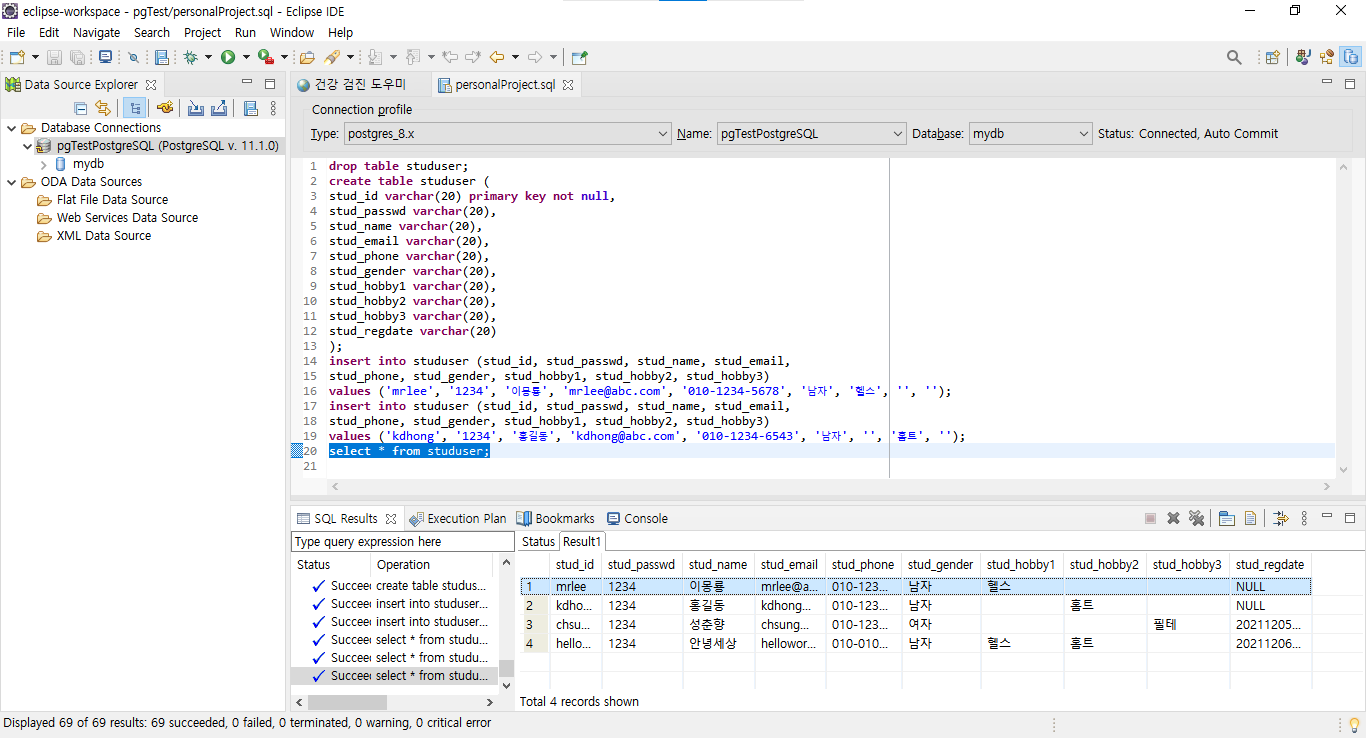 eclipse-workspace - pgTest/personalProject.sql - Eclipse IDE
File Edit Navigate Search Project Run Window Help
Data Source Explorer
Database Connections
pgTestPostgreSQL (PostgreSQL v. 11.1.0)
mydb
ODA Data Sources
Flat File Data Source
Web Services Data Source
XML Data Source
건강 검진 도우미 personalProject.sql
Connection profile
Type: postgres_8.x Name: pgTestPostgreSQL Database: mydb Status: Connected, Auto Commit
1 drop table studuser;
2 create table studuser (
3 stud_id varchar(20) primary key not null,
4 stud_passwd varchar(20),
5 stud_name varchar(20),
6 stud_email varchar(20),
7 stud_phone varchar(20),
8 stud_gender varchar(20),
9 stud_hobby1 varchar(20),
10 stud_hobby2 varchar(20),
11 stud_hobby3 varchar(20),
12 stud_regdate varchar(20)
13 );
14 insert into studuser (stud_id, stud_passwd, stud_name, stud_email,
15 stud_phone, stud_gender, stud_hobby1, stud_hobby2, stud_hobby3)
16 values ('mrlee', '1234', '이몽룡', 'mrlee@abc.com', '010-1234-5678', '남자', '헬스', '', '');
17 insert into studuser (stud_id, stud_passwd, stud_name, stud_email,
18 stud_phone, stud_gender, stud_hobby1, stud_hobby2, stud_hobby3)
19 values ('kdhong', '1234', '홍길동', 'kdhong@abc.com', '010-1234-6543', '남자', '', '홈트', '');
20 select * from studuser;
21
SQL Results Execution Plan Bookmarks Console
Type query expression here
Status Operation
Succee create table studus...
Succee insert into studuser...
Succee insert into studuser...
Succee select * from studu...
Succee select * from studu...
Succee select * from studu...
Status Result1
stud_id stud_passwd stud_name stud_email stud_phone stud_gender stud_hobby1 stud_hobby2 stud_hobby3 stud_regdate
1 mrlee 1234 이몽룡 mrlee@a... 010-123... 남자 헬스 NULL
2 kdho... 1234 홍길동 kdhong... 010-123... 남자 홈트 NULL
3 chsu... 1234 성춘향 chsung... 010-123... 여자 필테 20211205...
4 hello... 1234 안녕세상 hellowor... 010-010... 남자 헬스 홈트 20211206...
Total 4 records shown
Displayed 69 of 69 results: 69 succeeded, 0 failed, 0 terminated, 0 warning, 0 critical error